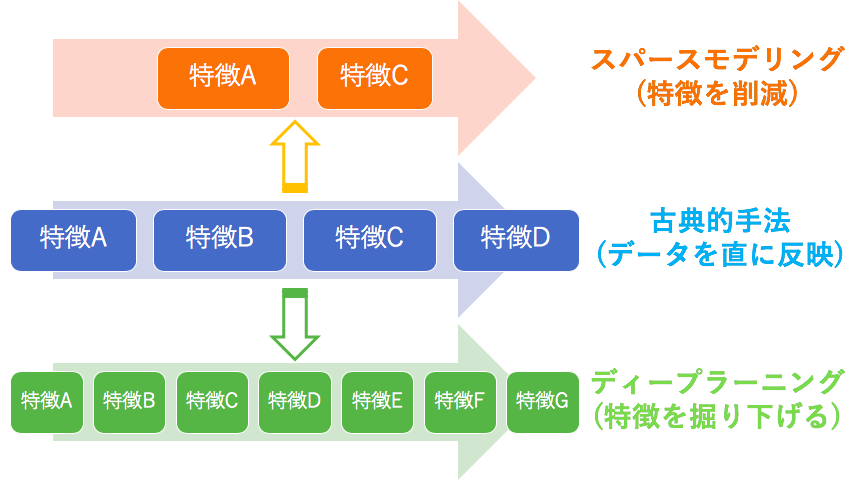 特徴A
特徴C
スパースモデリング
(特徴を削減)
特徴A
特徴B
特徴C
特徴D
古典的手法
(データを直に反映)
特徴A
特徴B
特徴C
特徴D
特徴E
特徴F
特徴G
ディープラーニング
(特徴を掘り下げる)